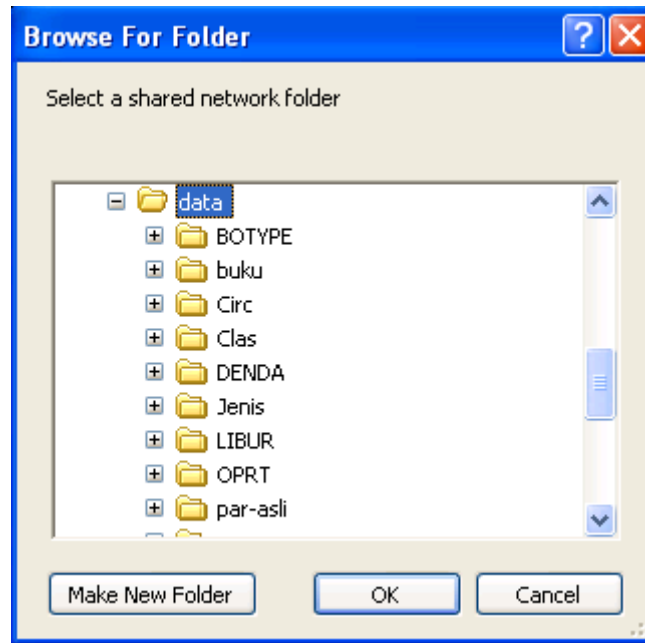 Browse For Folder
Select a shared network folder
data
BOTYPE
buku
Circ
Clas
DENDA
Jenis
LIBUR
OPRT
par-asli
Make New Folder OK Cancel